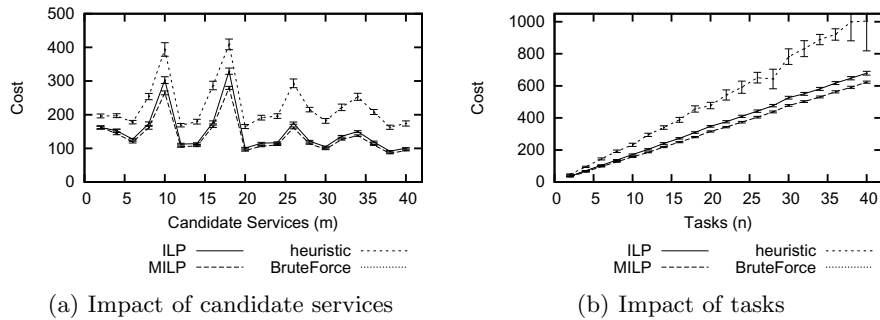 500
400
300
200
100
0
Cost
0 5 10 15 20 25 30 35 40
Candidate Services (m)
ILP heuristic
MILP BruteForce
(a) Impact of candidate services
1000
800
600
400
200
0
Cost
0 5 10 15 20 25 30 35 40
Tasks (n)
ILP heuristic
MILP BruteForce
(b) Impact of tasks